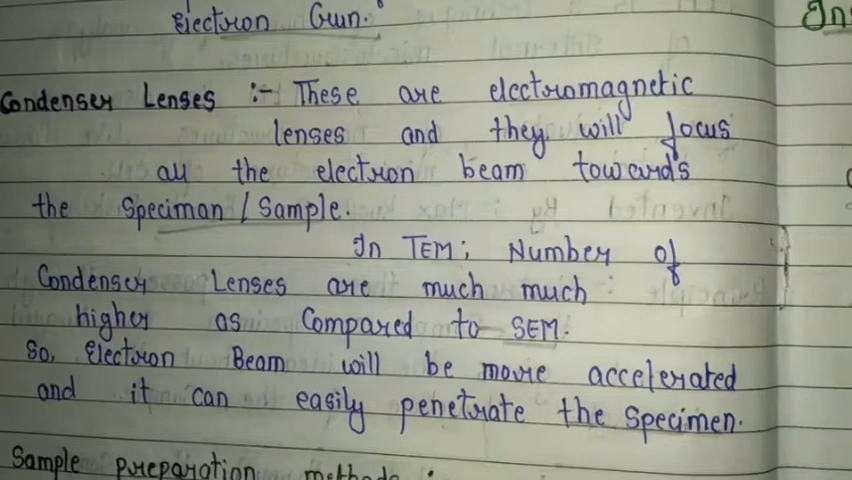 Electron Gun.
In
Condenser Lenses :- These are electromagnetic
lenses and they will focus
all the electron beam towards
the Speciman / Sample.
In TEM; Number of
Condenser Lenses are much much
higher as Compared to SEM.
So, Electron Beam will be more accelerated
and it can easily penetrate the specimen.
Sample preparation methods :